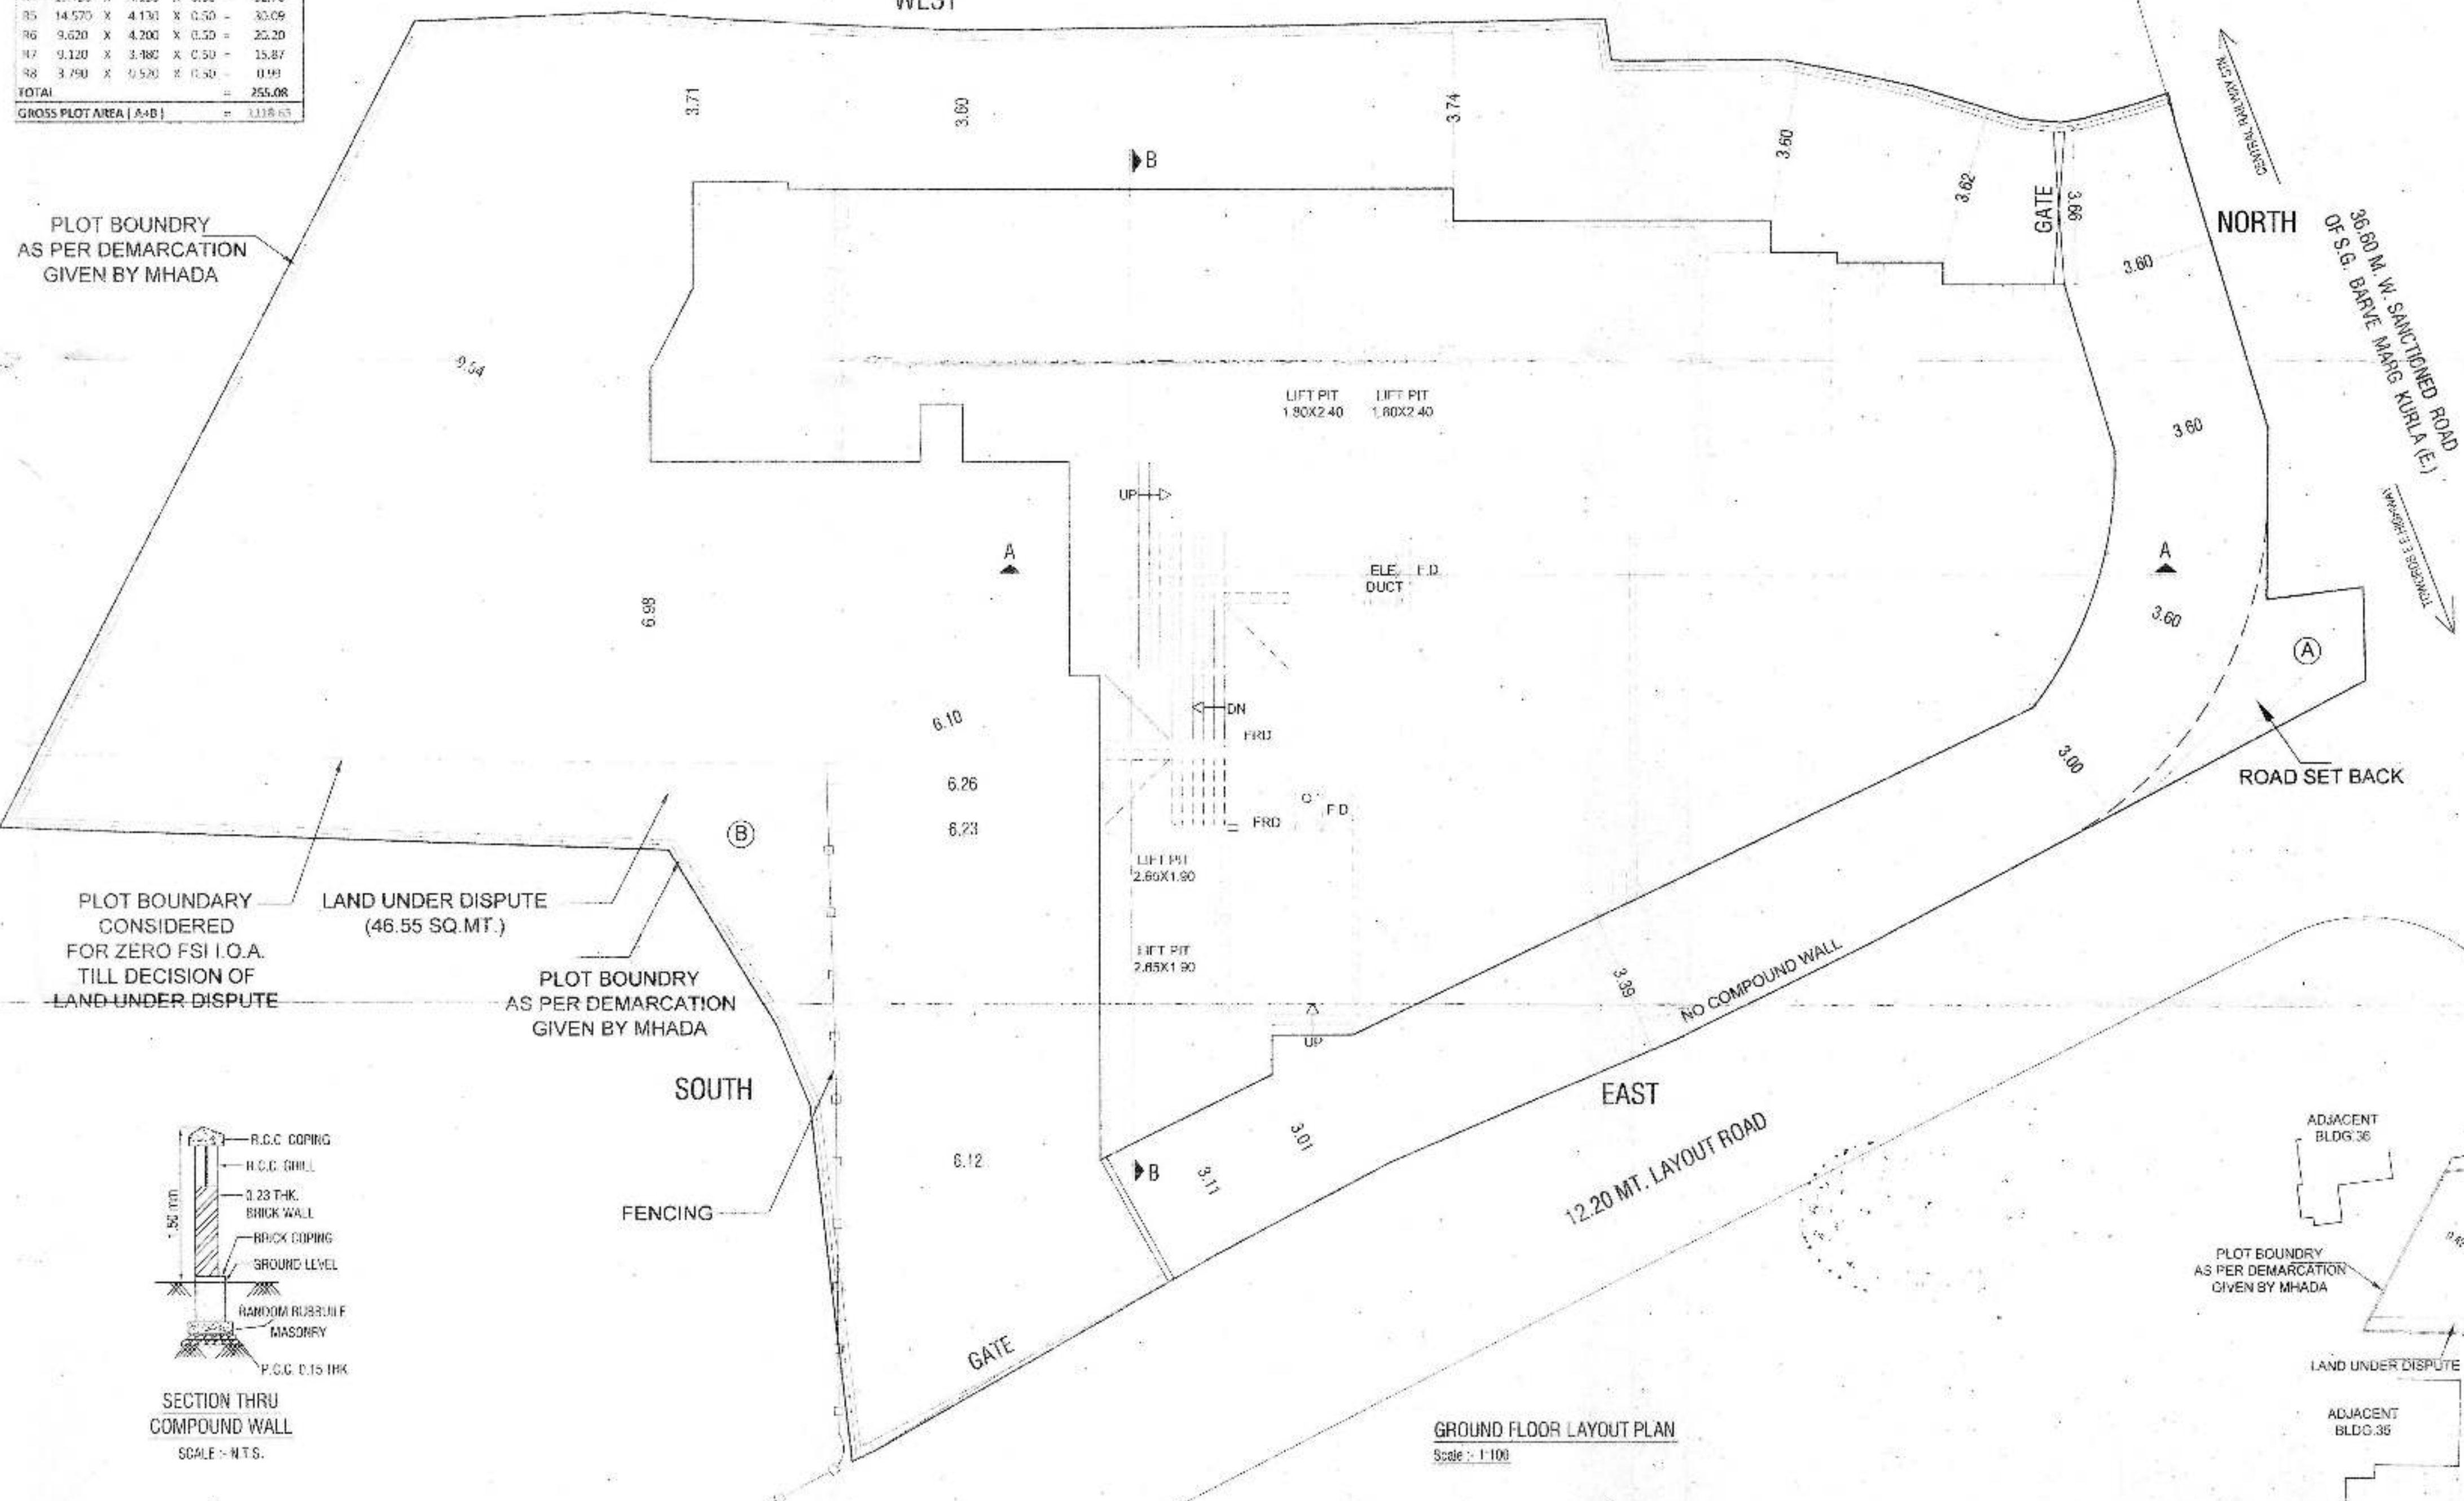 R5 14.570 X 4.130 X 0.50 = 30.09
R6 9.620 X 4.200 X 0.50 = 20.20
R7 9.120 X 3.480 X 0.50 = 15.87
R8 3.790 X 0.520 X 0.50 = 0.99
TOTAL = 255.08
GROSS PLOT AREA ( A+B ) =
WEST
3.71
3.60
3.74
B
3.60
3.62
GATE
3.66
3.60
NORTH
CENTRAL RAILWAY STN.
36.60 M. W. SANCTIONED ROAD
OF S.G. BARVE MARG KURLA (E.)
PLOT BOUNDRY
AS PER DEMARCATION
GIVEN BY MHADA
LIFT PIT
1.80X2.40
LIFT PIT
1.80X2.40
3.60
UP
A
ELE.
DUCT
F.D
A
3.60
A
6.98
6.10
DN
FRD
6.26
6.23
FRD
F.D
3.00
ROAD SET BACK
B
LIFT PIT
2.65X1.90
LIFT PIT
2.65X1.90
PLOT BOUNDARY
CONSIDERED
FOR ZERO FSI I.O.A.
TILL DECISION OF
LAND UNDER DISPUTE
LAND UNDER DISPUTE
(46.55 SQ.MT.)
PLOT BOUNDRY
AS PER DEMARCATION
GIVEN BY MHADA
3.39
NO COMPOUND WALL
UP
SOUTH
EAST
3.01
3.11
B
6.12
12.20 MT. LAYOUT ROAD
FENCING
GATE
R.C.C. COPING
R.C.C. GRILL
0.23 THK.
BRICK WALL
BRICK COPING
GROUND LEVEL
RANDOM RUBBUILE
MASONRY
P.C.C. 0.15 THK
SECTION THRU
COMPOUND WALL
SCALE :- N.T.S.
GROUND FLOOR LAYOUT PLAN
Scale :- 1:100
ADJACENT
BLDG.36
PLOT BOUNDRY
AS PER DEMARCATION
GIVEN BY MHADA
LAND UNDER DISPUTE
ADJACENT
BLDG.35